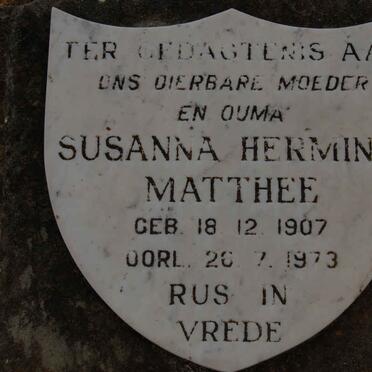 TER GEDAGTENIS AA
ONS DIERBARE MOEDER
EN OUMA
SUSANNA HERMIN
MATTHEE
GEB. 18. 12. 1907
OORL. 26. 7. 1973
RUS IN
VREDE